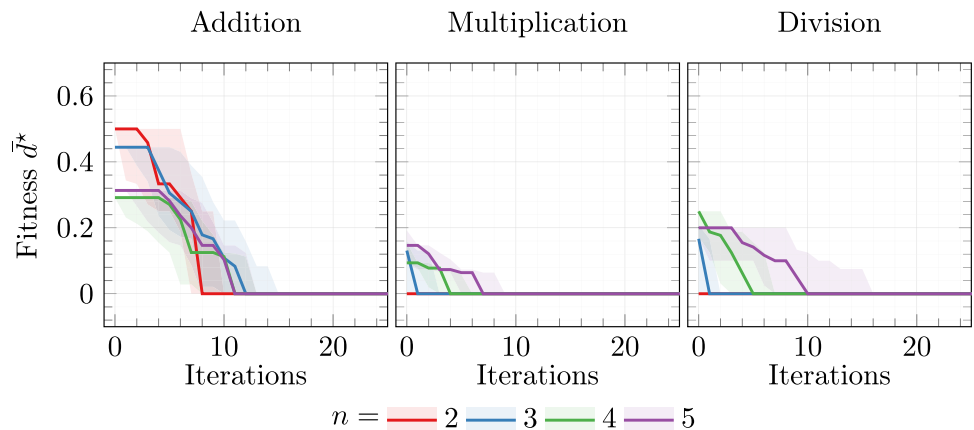 Addition Multiplication Division
Fitness d̄⋆
0.6
0.4
0.2
0
0 10 20 0 10 20 0 10 20
Iterations Iterations Iterations
n = 2 3 4 5